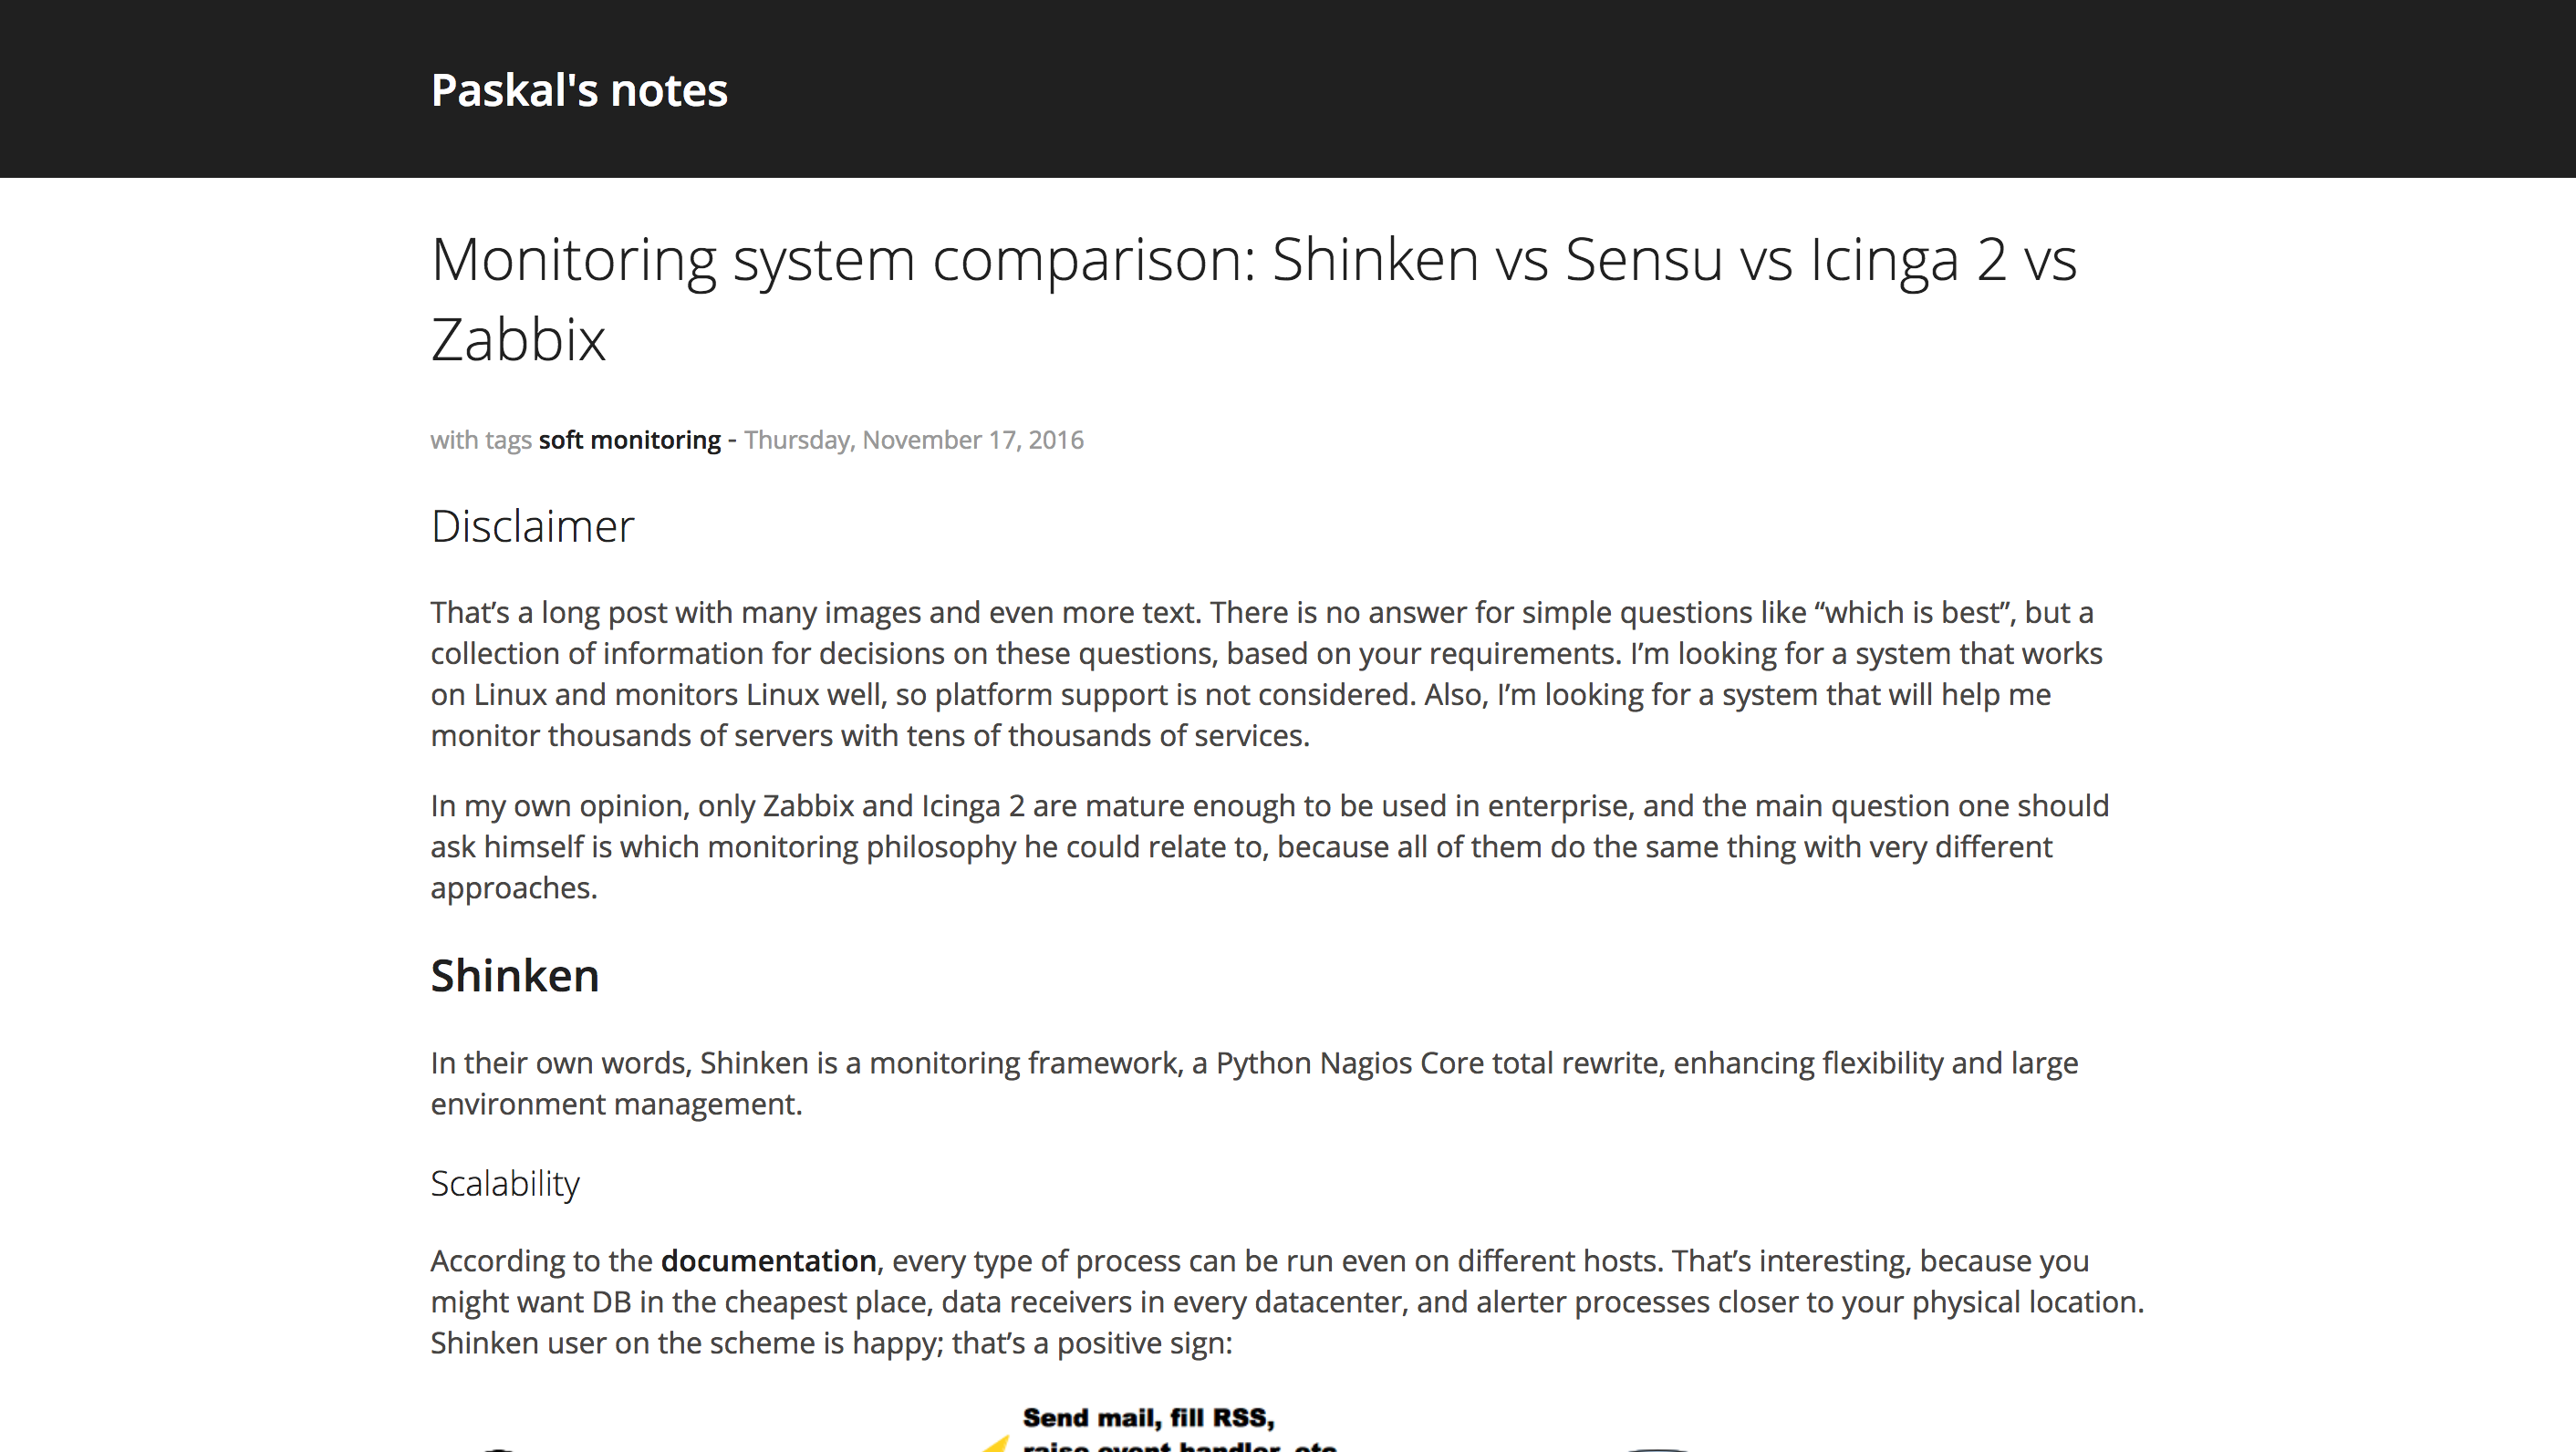 Paskal's notes
Monitoring system comparison: Shinken vs Sensu vs Icinga 2 vs
Zabbix
with tags soft monitoring - Thursday, November 17, 2016
Disclaimer
That’s a long post with many images and even more text. There is no answer for simple questions like “which is best”, but a
collection of information for decisions on these questions, based on your requirements. I’m looking for a system that works
on Linux and monitors Linux well, so platform support is not considered. Also, I’m looking for a system that will help me
monitor thousands of servers with tens of thousands of services.
In my own opinion, only Zabbix and Icinga 2 are mature enough to be used in enterprise, and the main question one should
ask himself is which monitoring philosophy he could relate to, because all of them do the same thing with very different
approaches.
Shinken
In their own words, Shinken is a monitoring framework, a Python Nagios Core total rewrite, enhancing flexibility and large
environment management.
Scalability
According to the documentation, every type of process can be run even on different hosts. That’s interesting, because you
might want DB in the cheapest place, data receivers in every datacenter, and alerter processes closer to your physical location.
Shinken user on the scheme is happy; that’s a positive sign:
Send mail, fill RSS,
raise event handler, etc